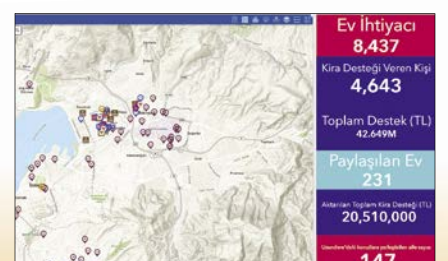 Ev İhtiyacı
8,437
Kira Desteği Veren Kişi
4,643
Toplam Destek (TL)
42.649M
Paylaşılan Ev
231
Aktarılan Toplam Kira Desteği (TL)
20,510,000
147